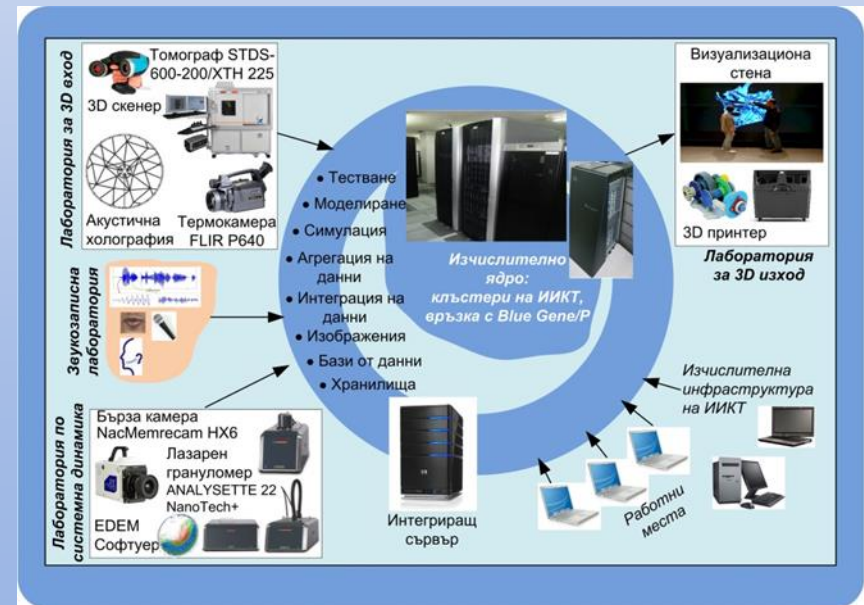 Лаборатория за 3D вход
Томограф STDS-
600-200/XTH 225
3D скенер
Акустична
холография
Термокамера
FLIR P640
Звукозаписна
лаборатория
Лаборатория по
системна динамика
Бърза камера
NacMemrecam HX6
Лазарен
грануломер
ANALYSETTE 22
NanoTech+
EDEM
Софтуер
• Тестване
• Моделиране
• Симулация
• Агрегация на
данни
• Интеграция на
данни
• Изображения
• Бази от данни
• Хранилища
Изчислително
ядро:
клъстери на ИИКТ,
връзка с Blue Gene/P
Интегриращ
сървър
Визуализациона
стена
3D принтер
Лаборатория
за 3D изход
Изчислителна
инфраструктура
на ИИКТ
Работни
места